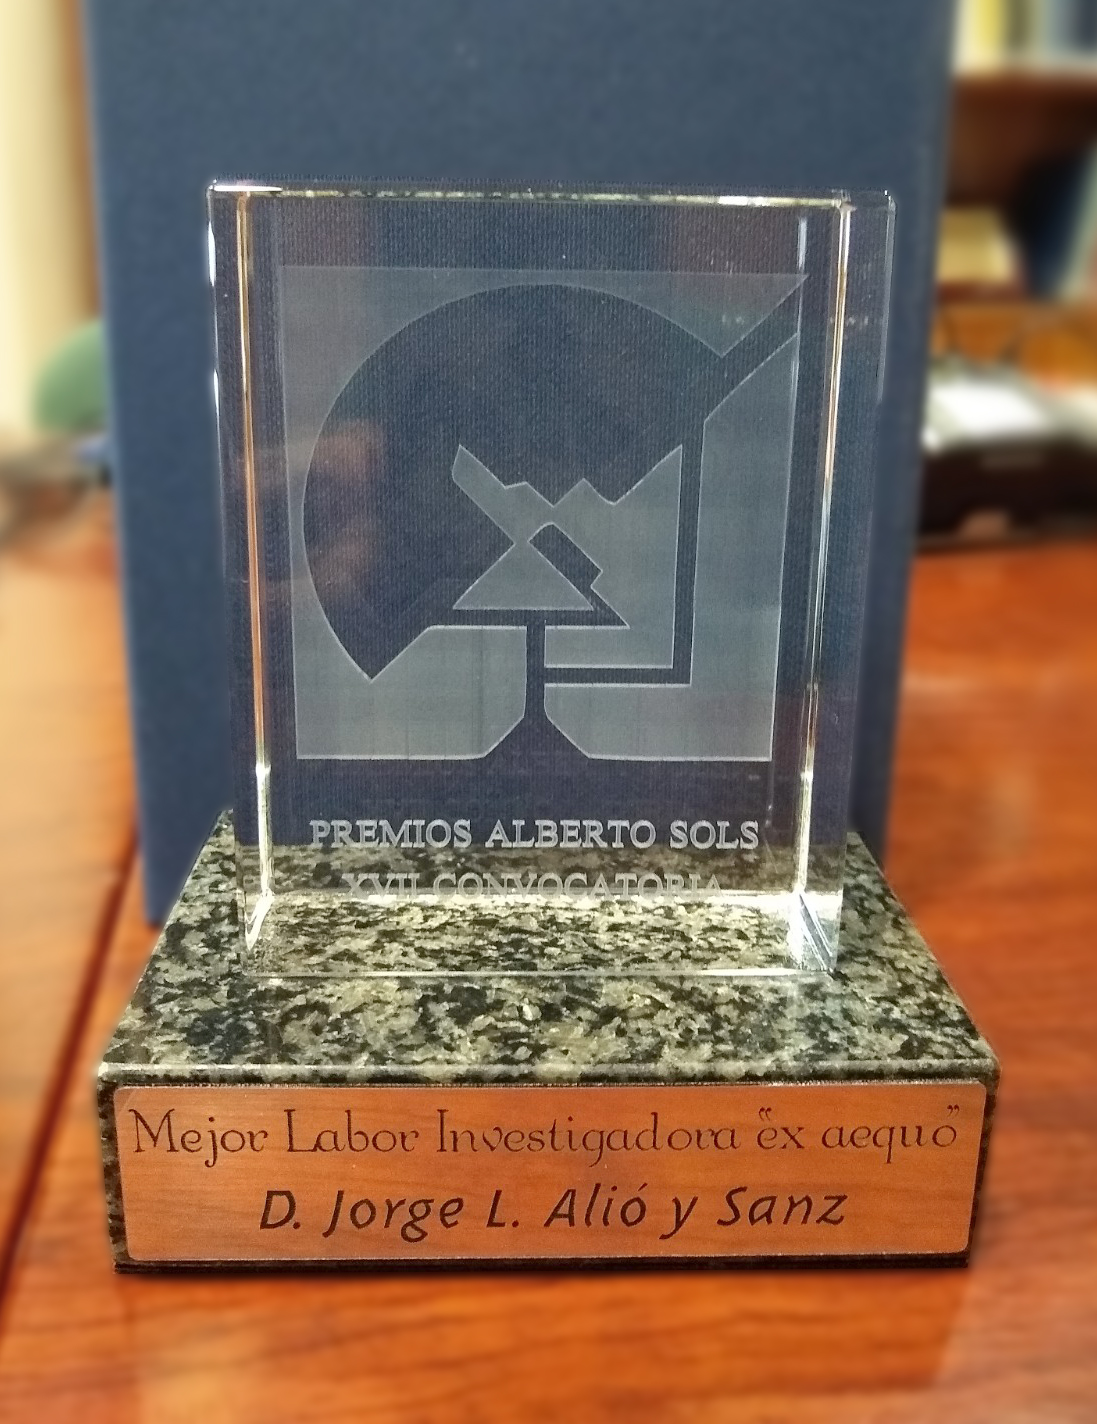 PREMIOS ALBERTO SOLS
XVII CONVOCATORIA
Mejor Labor Investigadora "ex aequo"
D. Jorge L. Alió y Sanz